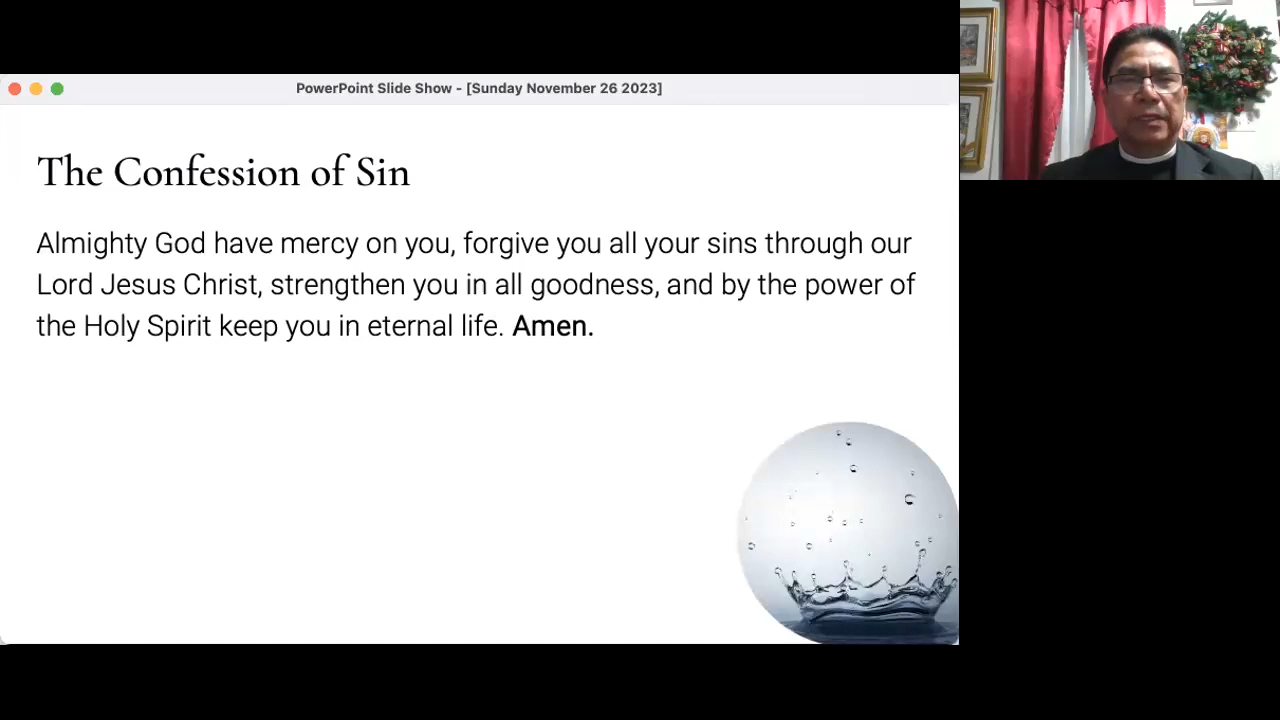 PowerPoint Slide Show - [Sunday November 26 2023]
The Confession of Sin
Almighty God have mercy on you, forgive you all your sins through our
Lord Jesus Christ, strengthen you in all goodness, and by the power of
the Holy Spirit keep you in eternal life. Amen.